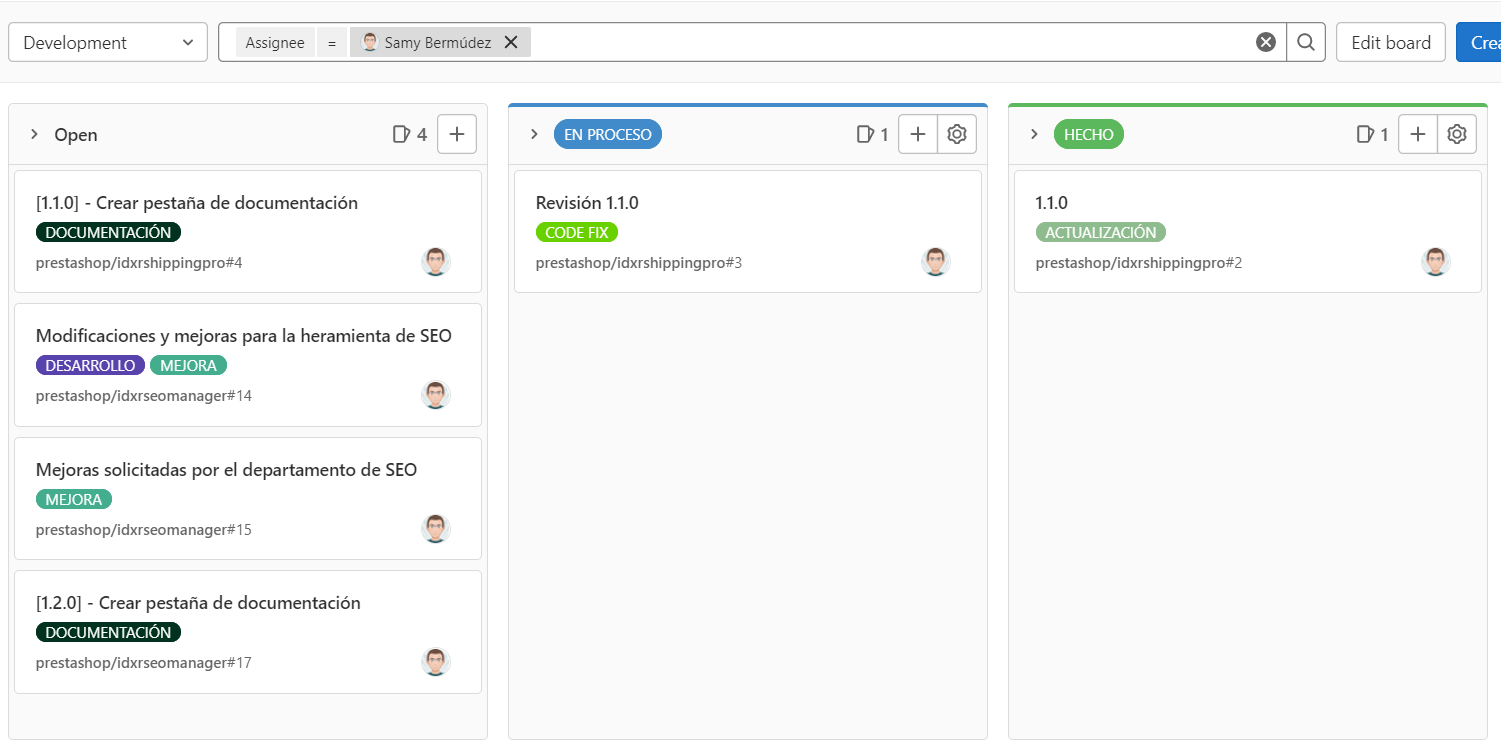 Development
Assignee = Samy Bermúdez
Edit board
Crea
Open 4
[1.1.0] - Crear pestaña de documentación
DOCUMENTACIÓN
prestashop/idxrshippingpro#4
Modificaciones y mejoras para la heramienta de SEO
DESARROLLO MEJORA
prestashop/idxrseomanager#14
Mejoras solicitadas por el departamento de SEO
MEJORA
prestashop/idxrseomanager#15
[1.2.0] - Crear pestaña de documentación
DOCUMENTACIÓN
prestashop/idxrseomanager#17
EN PROCESO 1
Revisión 1.1.0
CODE FIX
prestashop/idxrshippingpro#3
HECHO 1
1.1.0
ACTUALIZACIÓN
prestashop/idxrshippingpro#2